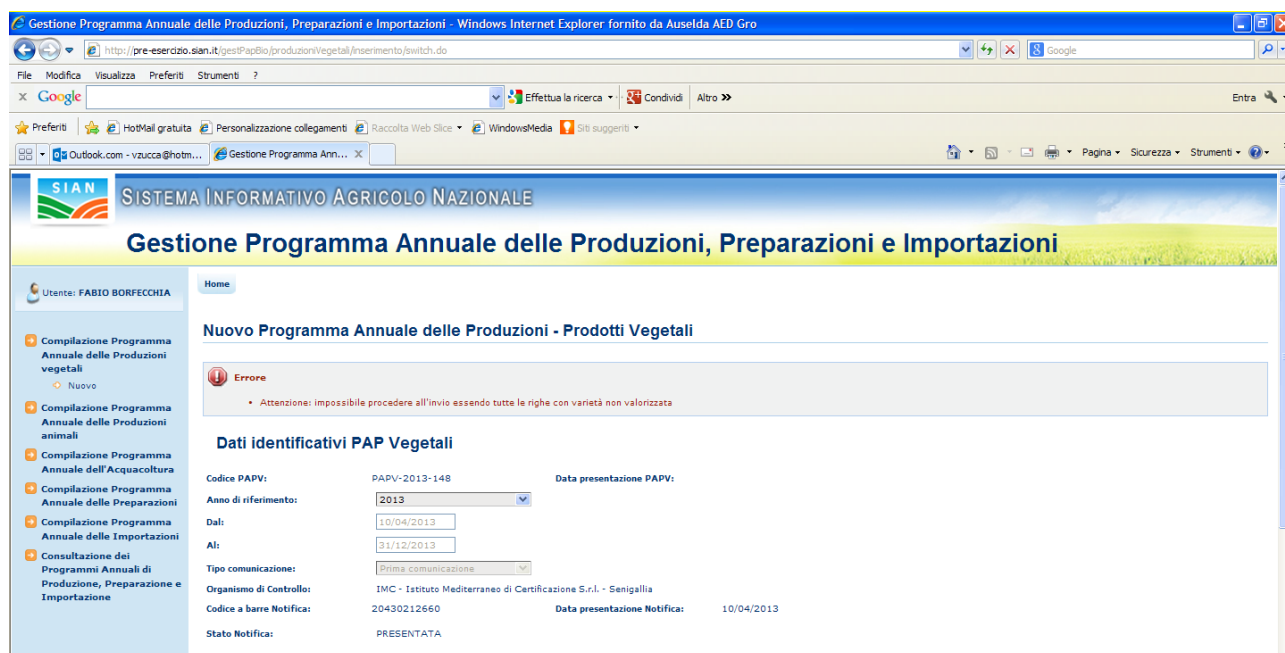 Gestione Programma Annuale delle Produzioni, Preparazioni e Importazioni - Windows Internet Explorer fornito da Auselda AED Gro
http://pre-esercizio.sian.it/gestPapBio/produzioniVegetali/inserimento/switch.do
Google
File Modifica Visualizza Preferiti Strumenti ?
x Google Effettua la ricerca Condividi Altro » Entra
Preferiti HotMail gratuita Personalizzazione collegamenti Raccolta Web Slice WindowsMedia Siti suggeriti
Outlook.com - vzucca@hotm... Gestione Programma Ann... X Pagina Sicurezza Strumenti
SIAN
SISTEMA INFORMATIVO AGRICOLO NAZIONALE
Gestione Programma Annuale delle Produzioni, Preparazioni e Importazioni
Utente: FABIO BORFECCHIA
Home
Compilazione Programma
Annuale delle Produzioni
vegetali
Nuovo
Compilazione Programma
Annuale delle Produzioni
animali
Compilazione Programma
Annuale dell'Acquacoltura
Compilazione Programma
Annuale delle Preparazioni
Compilazione Programma
Annuale delle Importazioni
Consultazione dei
Programmi Annuali di
Produzione, Preparazione e
Importazione
Nuovo Programma Annuale delle Produzioni - Prodotti Vegetali
Errore
• Attenzione: impossibile procedere all'invio essendo tutte le righe con varietà non valorizzata
Dati identificativi PAP Vegetali
Codice PAPV: PAPV-2013-148 Data presentazione PAPV:
Anno di riferimento: 2013
Dal: 10/04/2013
Al: 31/12/2013
Tipo comunicazione: Prima comunicazione
Organismo di Controllo: IMC - Istituto Mediterraneo di Certificazione S.r.l. - Senigallia
Codice a barre Notifica: 20430212660 Data presentazione Notifica: 10/04/2013
Stato Notifica: PRESENTATA